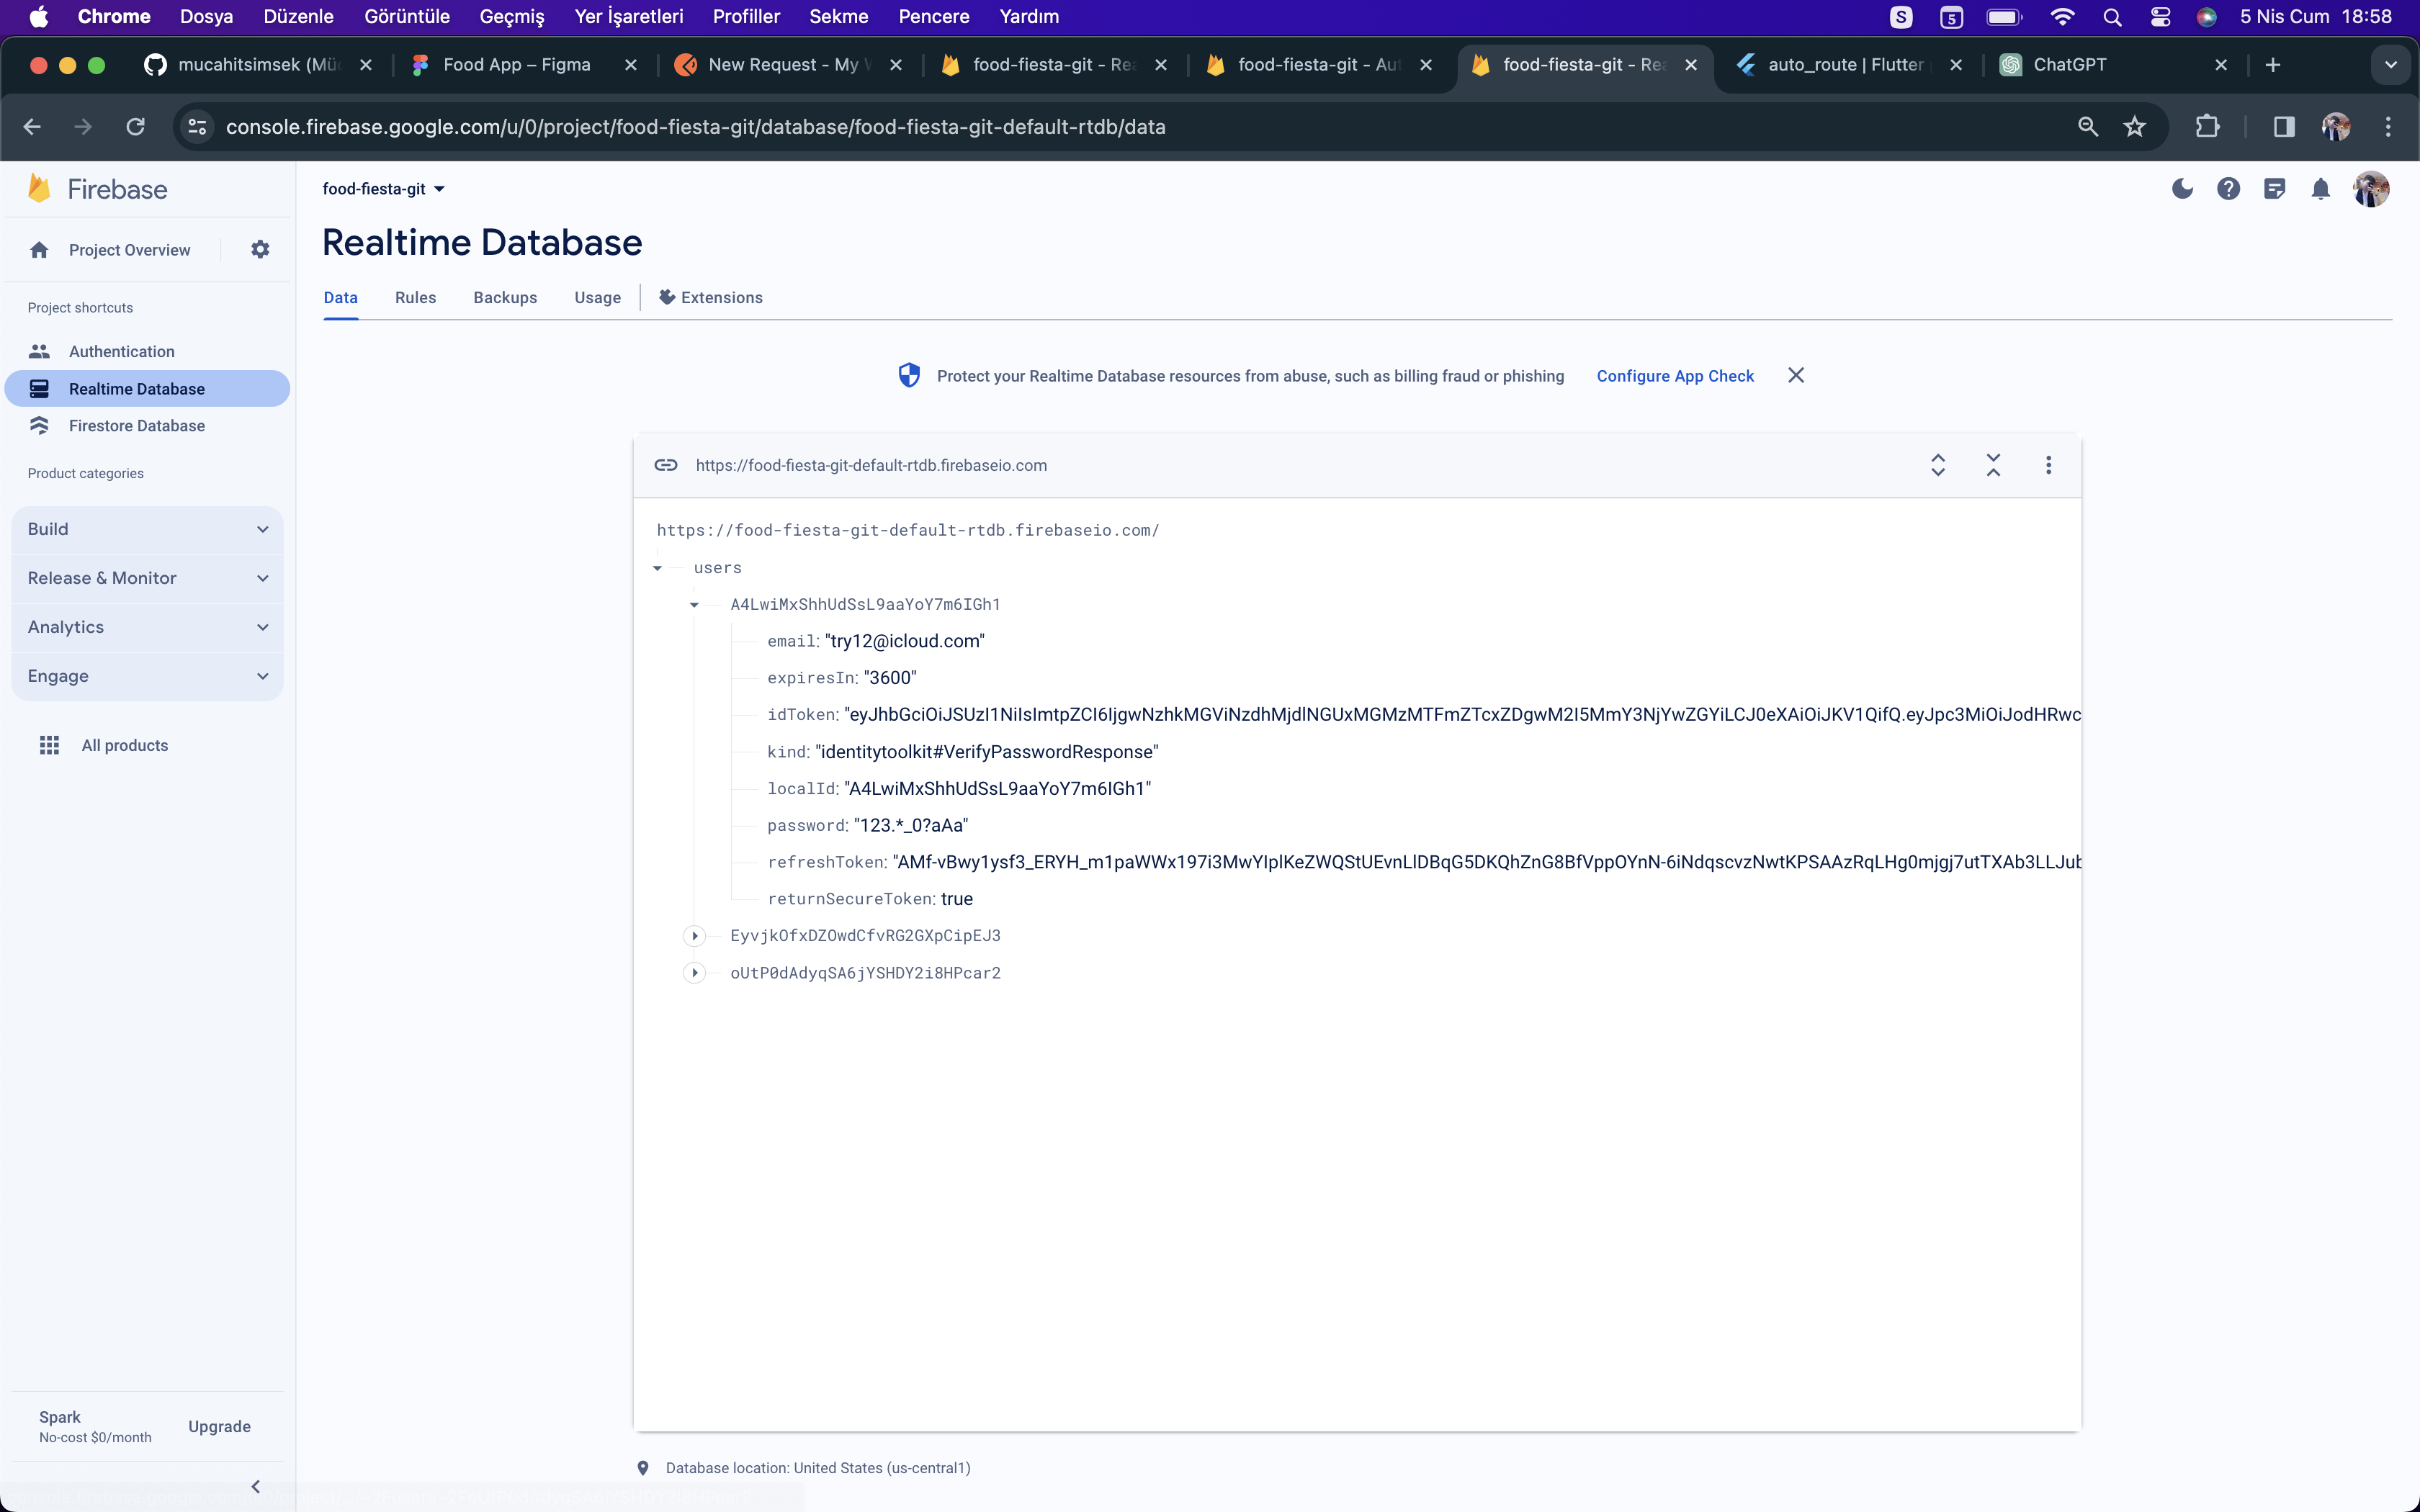 Chrome Dosya Düzenle Görüntüle Geçmiş Yer İşaretleri Profiller Sekme Pencere Yardım S 5 5 Nis Cum 18:58
mucahitsimsek (Mü Food App – Figma New Request - My food-fiesta-git - Re food-fiesta-git - Aut food-fiesta-git - Re auto_route | Flutter ChatGPT
console.firebase.google.com/u/0/project/food-fiesta-git/database/food-fiesta-git-default-rtdb/data
Firebase
food-fiesta-git
Project Overview
Realtime Database
Data Rules Backups Usage Extensions
Project shortcuts
Authentication
Realtime Database
Firestore Database
Product categories
Build
Release & Monitor
Analytics
Engage
All products
Protect your Realtime Database resources from abuse, such as billing fraud or phishing Configure App Check
https://food-fiesta-git-default-rtdb.firebaseio.com
https://food-fiesta-git-default-rtdb.firebaseio.com/
users
A4LwiMxShhUdSsL9aaYoY7m6IGh1
email: "try12@icloud.com"
expiresIn: "3600"
idToken: "eyJhbGciOiJSUzI1NiIsImtpZCI6IjgwNzhkMGViNzdhMjdlNGUxMGMzMTFmZTcxZDgwM2I5MmY3NjYwZGYiLCJ0eXAiOiJKV1QifQ.eyJpc3MiOiJodHRwc
kind: "identitytoolkit#VerifyPasswordResponse"
localId: "A4LwiMxShhUdSsL9aaYoY7m6IGh1"
password: "123.*_0?aAa"
refreshToken: "AMf-vBwy1ysf3_ERYH_m1paWWx197i3MwYIplKeZWQStUEvnLlDBqG5DKQhZnG8BfVppOYnN-6iNdqscvzNwtKPSAAzRqLHg0mjgj7utTXAb3LLJub
returnSecureToken: true
EyvjkOfxDZOwdCfvRG2GXpCipEJ3
oUtP0dAdyqSA6jYSHDY2i8HPcar2
Spark
No-cost $0/month
Upgrade
Database location: United States (us-central1)